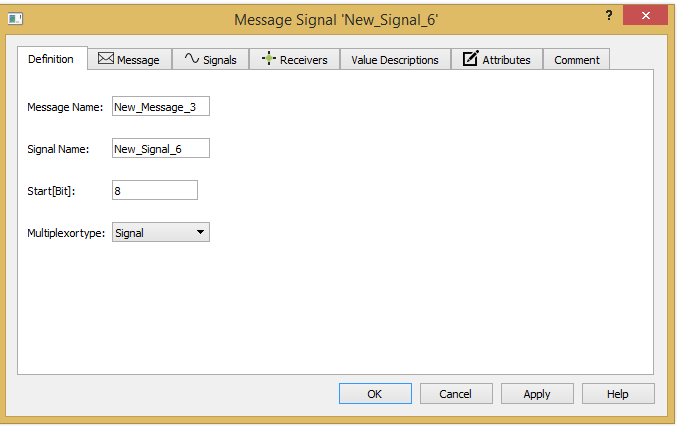 Message Signal 'New_Signal_6'
? ×
Definition Message Signals Receivers Value Descriptions Attributes Comment
Message Name: New_Message_3
Signal Name: New_Signal_6
Start[Bit]: 8
Multiplexortype: Signal
OK Cancel Apply Help